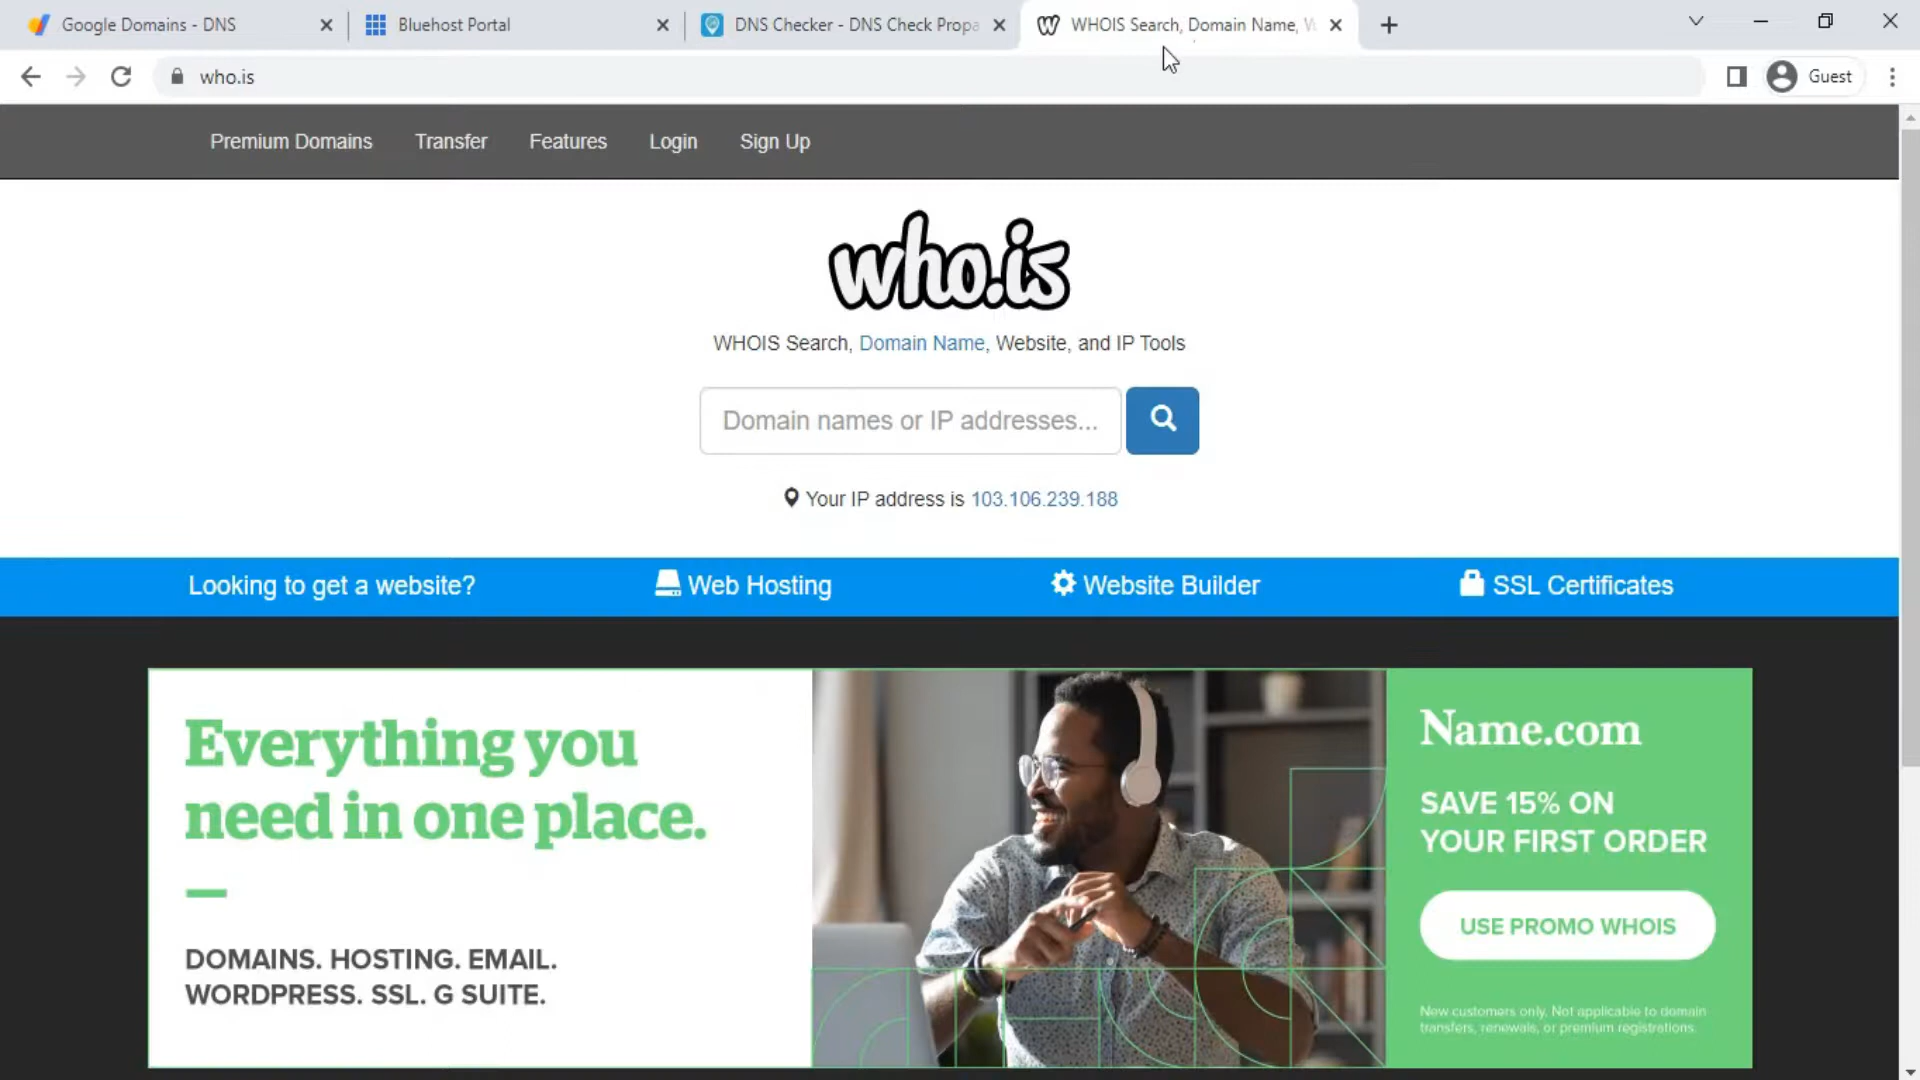 Google Domains - DNS
Bluehost Portal
DNS Checker - DNS Check Propa
WHOIS Search, Domain Name, W
who.is
Guest
Premium Domains
Transfer
Features
Login
Sign Up
who.is
WHOIS Search, Domain Name, Website, and IP Tools
Domain names or IP addresses...
Your IP address is 103.106.239.188
Looking to get a website?
Web Hosting
Website Builder
SSL Certificates
Everything you
need in one place.
DOMAINS. HOSTING. EMAIL.
WORDPRESS. SSL. G SUITE.
Name.com
SAVE 15% ON
YOUR FIRST ORDER
USE PROMO WHOIS
New customers only. Not applicable to domain
transfers, renewals, or premium registrations.